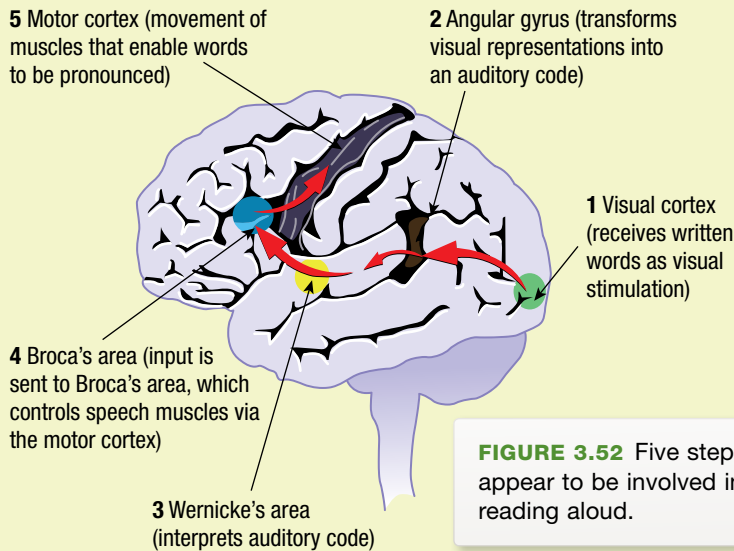 5 Motor cortex (movement of
muscles that enable words
to be pronounced)
2 Angular gyrus (transforms
visual representations into
an auditory code)
1 Visual cortex
(receives written
words as visual
stimulation)
4 Broca's area (input is
sent to Broca's area, which
controls speech muscles via
the motor cortex)
3 Wernicke's area
(interprets auditory code)
FIGURE 3.52 Five step
appear to be involved i
reading aloud.